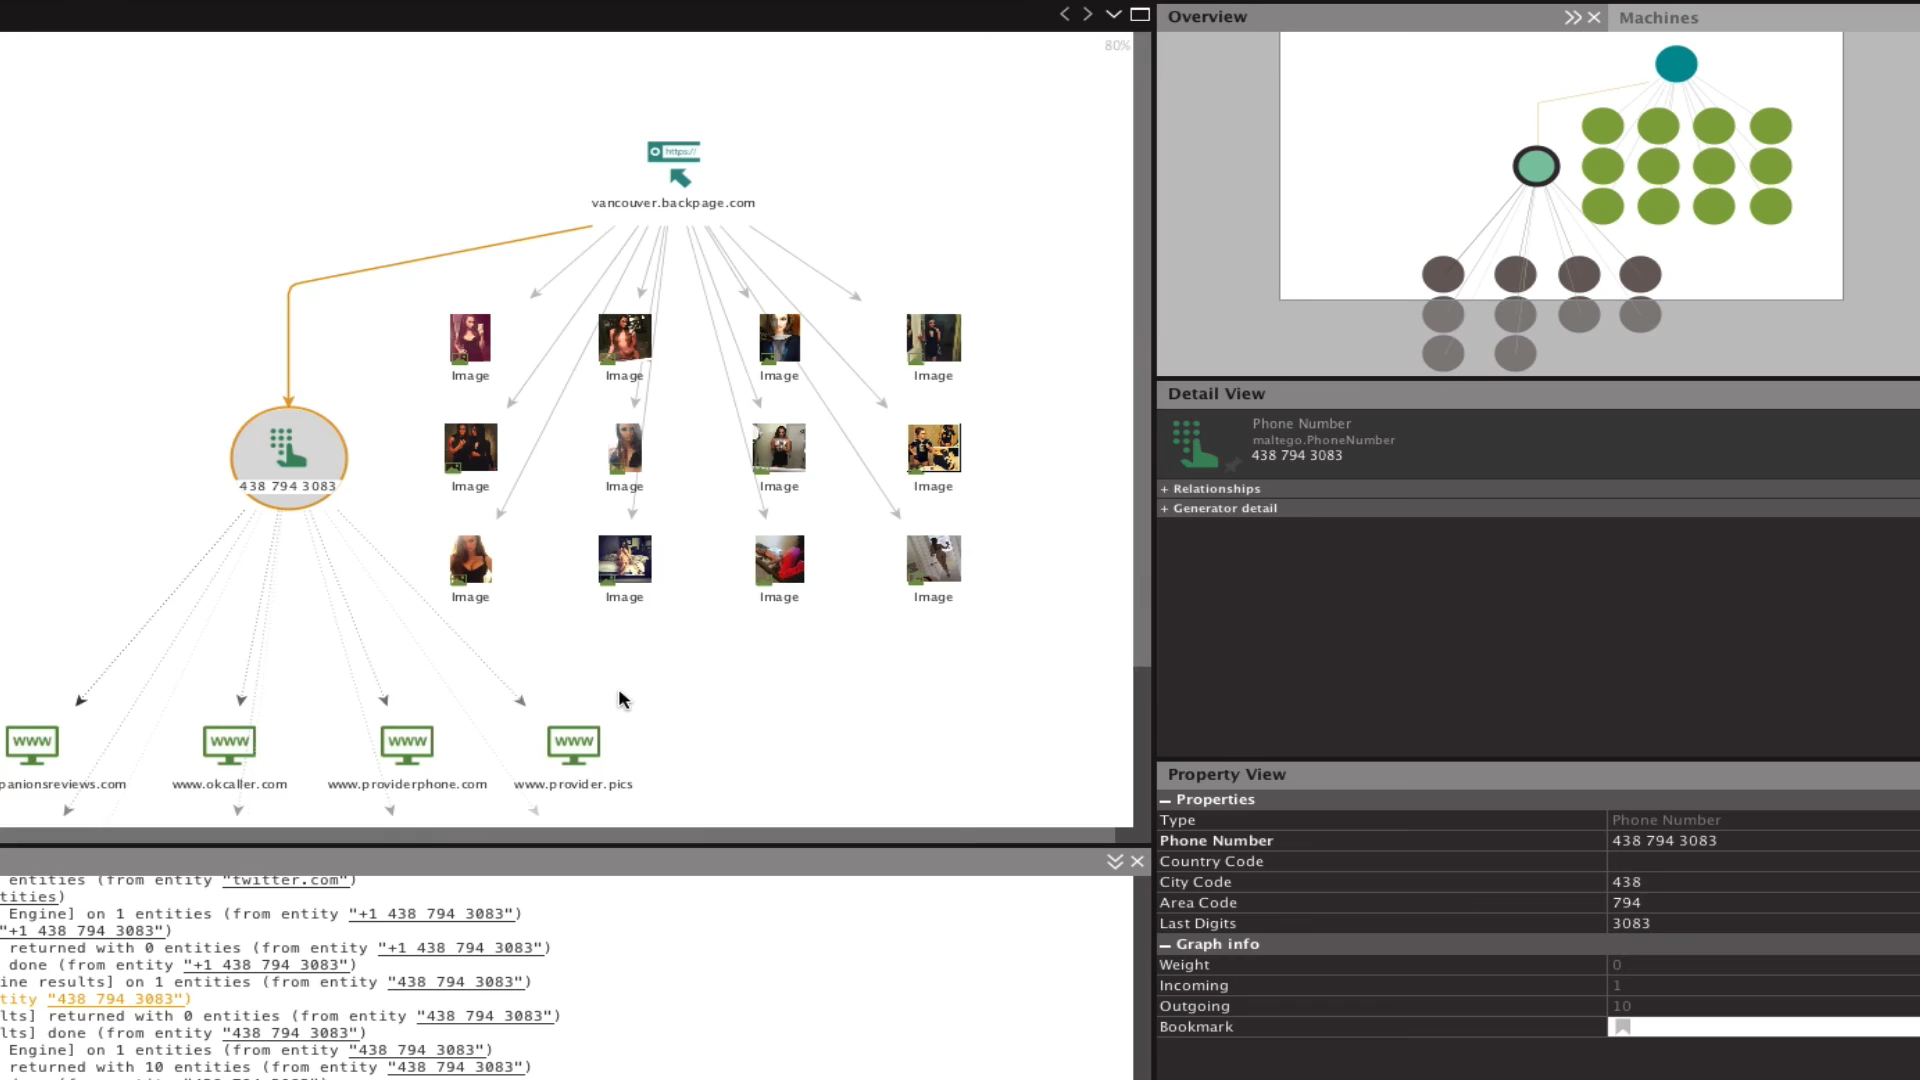 Overview
Machines
80%
https://
vancouver.backpage.com
Image
Image
Image
Image
438 794 3083
Image
Image
Image
Image
Image
Image
Image
Image
www
www
www
www
panionsreviews.com
www.okcaller.com
www.providerphone.com
www.provider.pics
Detail View
Phone Number
maltego.PhoneNumber
438 794 3083
+ Relationships
+ Generator detail
Property View
Properties
Type Phone Number
Phone Number 438 794 3083
Country Code
City Code 438
Area Code 794
Last Digits 3083
Graph info
Weight 0
Incoming 1
Outgoing 10
Bookmark
entities (from entity "twitter.com")
tities)
Engine] on 1 entities (from entity "+1 438 794 3083")
"+1 438 794 3083")
returned with 0 entities (from entity "+1 438 794 3083")
done (from entity "+1 438 794 3083")
ine results] on 1 entities (from entity "438 794 3083")
tity "438 794 3083")
lts] returned with 0 entities (from entity "438 794 3083")
lts] done (from entity "438 794 3083")
Engine] on 1 entities (from entity "438 794 3083")
returned with 10 entities (from entity "438 794 3083")